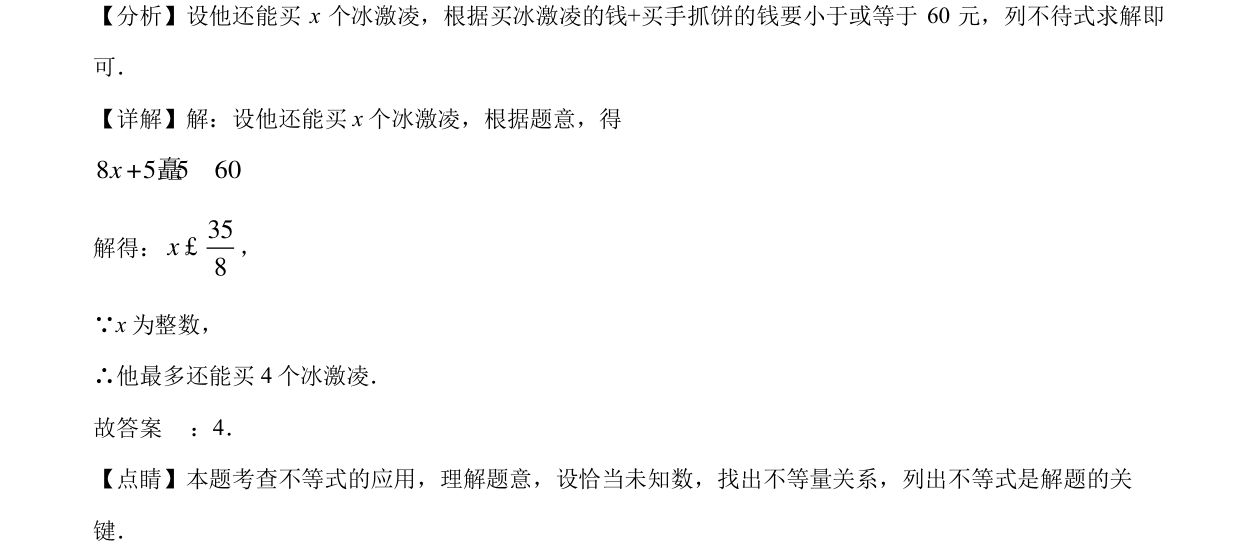 【分析】设他还能买 x 个冰激凌，根据买冰激凌的钱+买手抓饼的钱要小于或等于 60 元，列不待式求解即
可．
【详解】解：设他还能买 x 个冰激凌，根据题意，得
8x+5 5 60
解得：x£35/8，
∵x 为整数，
∴他最多还能买 4 个冰激凌．
故答案 ：4．
【点睛】本题考查不等式的应用，理解题意，设恰当未知数，找出不等量关系，列出不等式是解题的关
键．